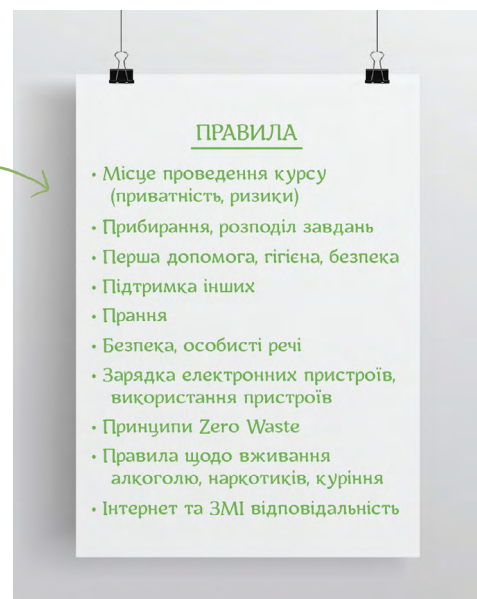 ПРАВИЛА
• Місце проведення курсу
(приватність, ризики)
• Прибирання, розподіл завдань
• Перша допомога, гігієна, безпека
• Підтримка інших
• Прання
• Безпека, особисті речі
• Зарядка електронних пристроїв,
використання пристроїв
• Принципи Zero Waste
• Правила щодо вживання
алкоголю, наркотиків, куріння
• Інтернет та ЗМІ відповідальність